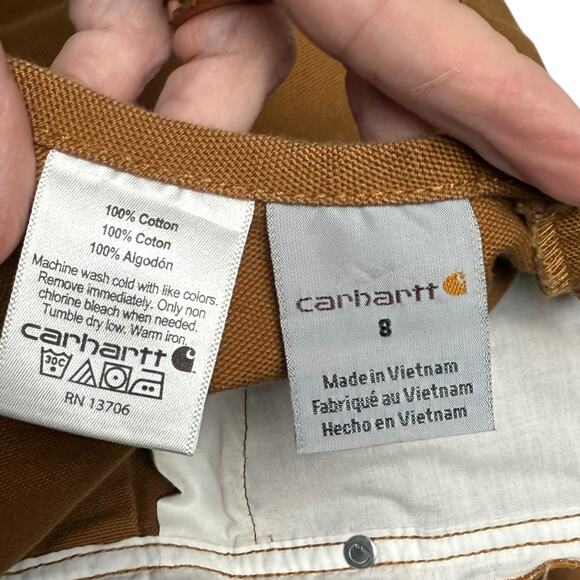 100% Cotton
100% Coton
100% Algodón
Machine wash cold with like colors.
Remove immediately. Only non
chlorine bleach when needed.
Tumble dry low. Warm iron.
carhartt
30C
RN 13706
carhartt
8
Made in Vietnam
Fabriqué au Vietnam
Hecho en Vietnam